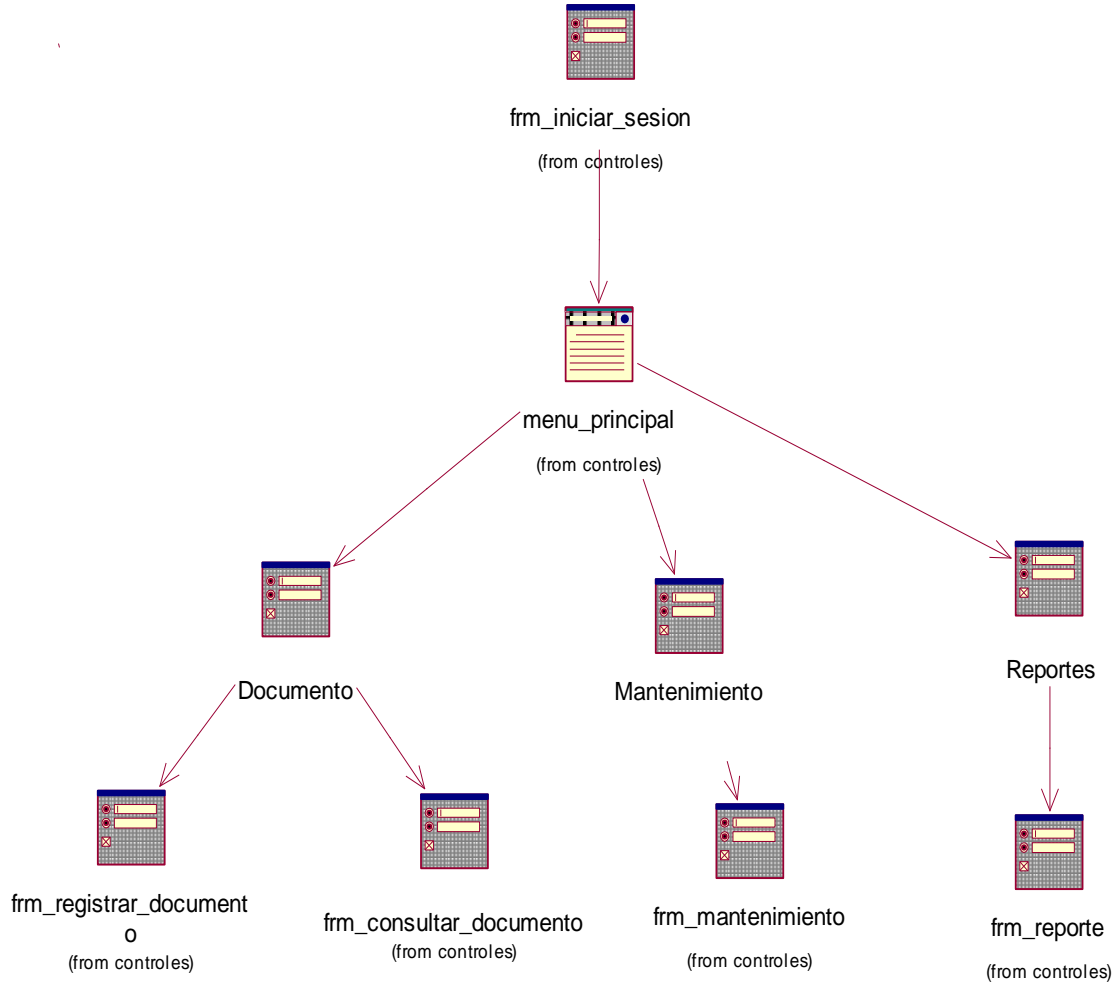 frm_iniciar_sesion
(from controles)
menu_principal
(from controles)
Documento
Mantenimiento
Reportes
frm_registrar_document
o
(from controles)
frm_consultar_documento
(from controles)
frm_mantenimiento
(from controles)
frm_reporte
(from controles)